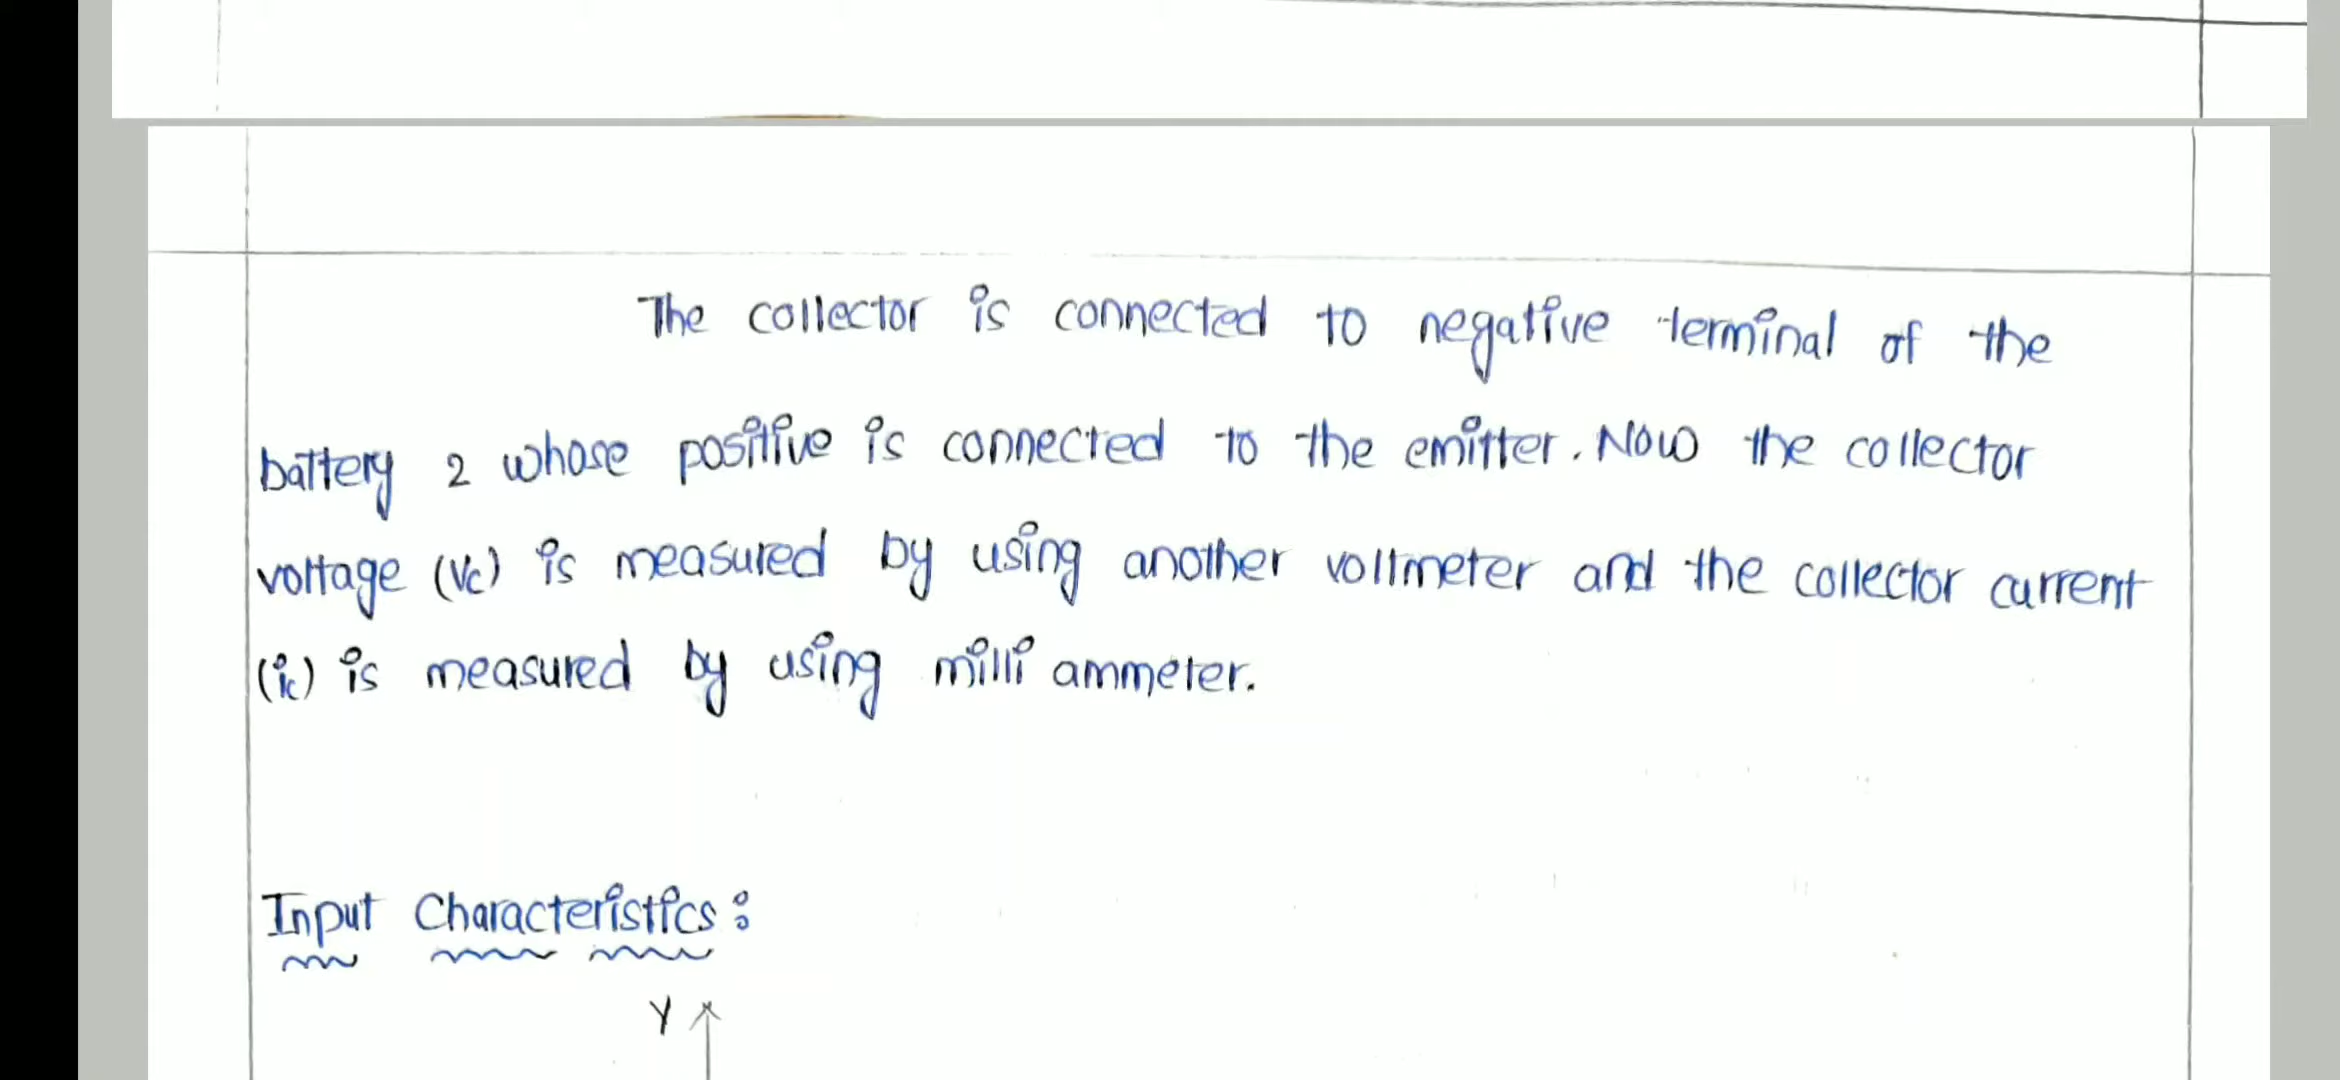 The collector is connected to negative terminal of the
battery 2 whose positive is connected to the emitter. Now the collector
voltage (Vc) is measured by using another voltmeter and the collector current
(ic) is measured by using milli ammeter.
Input Characteristics:
Y